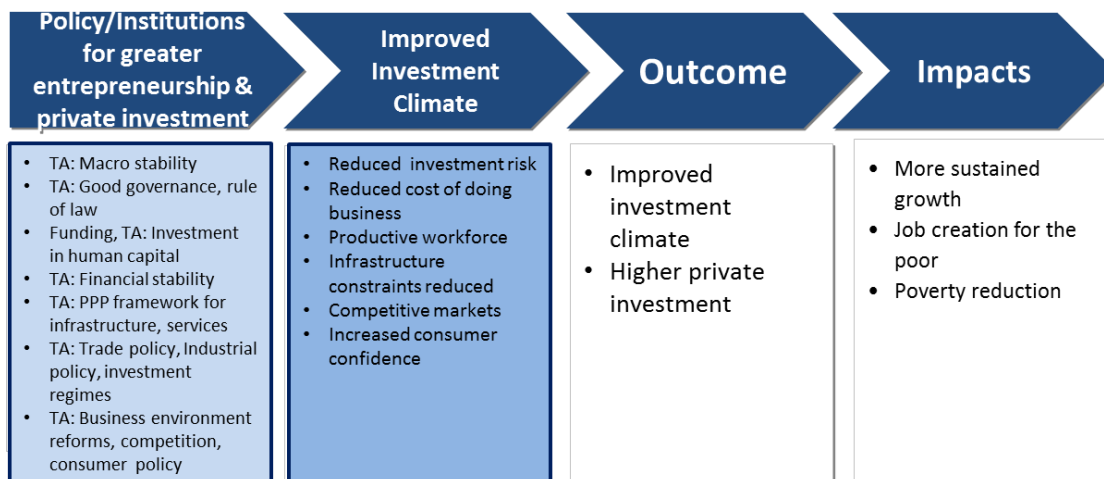 Policy/Institutions
for greater
entrepreneurship &
private investment
Improved
Investment
Climate
Outcome
Impacts
• TA: Macro stability
• TA: Good governance, rule
of law
• Funding, TA: Investment
in human capital
• TA: Financial stability
• TA: PPP framework for
infrastructure, services
• TA: Trade policy, Industrial
policy, investment
regimes
• TA: Business environment
reforms, competition,
consumer policy
• Reduced investment risk
• Reduced cost of doing
business
• Productive workforce
• Infrastructure
constraints reduced
• Competitive markets
• Increased consumer
confidence
• Improved
investment
climate
• Higher private
investment
• More sustained
growth
• Job creation for the
poor
• Poverty reduction